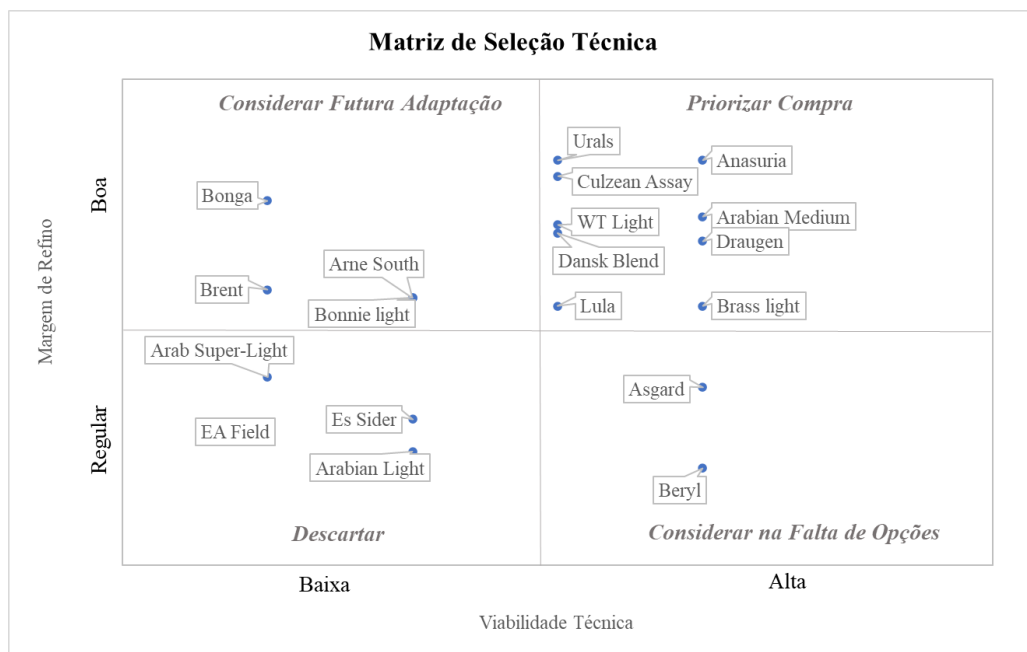 Matriz de Seleção Técnica
Considerar Futura Adaptação
Priorizar Compra
Urals
Anasuria
Culzean Assay
Bonga
WT Light
Arabian Medium
Draugen
Dansk Blend
Arne South
Brent
Bonnie light
Lula
Brass light
Arab Super-Light
Asgard
Es Sider
EA Field
Arabian Light
Beryl
Descartar
Considerar na Falta de Opções
Boa
Regular
Margem de Refino
Baixa
Alta
Viabilidade Técnica